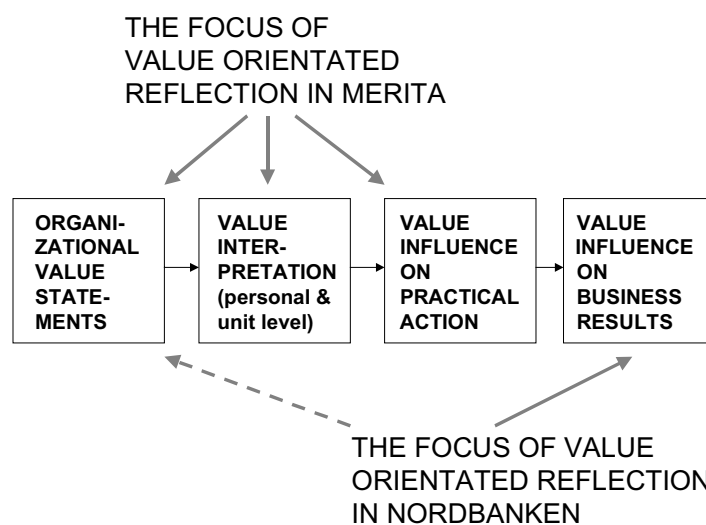 THE FOCUS OF
VALUE ORIENTATED
REFLECTION IN MERITA
ORGANI-
ZATIONAL
VALUE
STATE-
MENTS
VALUE
INTER-
PRETATION
(personal &
unit level)
VALUE
INFLUENCE
ON
PRACTICAL
ACTION
VALUE
INFLUENCE
ON
BUSINESS
RESULTS
THE FOCUS OF VALUE
ORIENTATED REFLECTION
IN NORDBANKEN